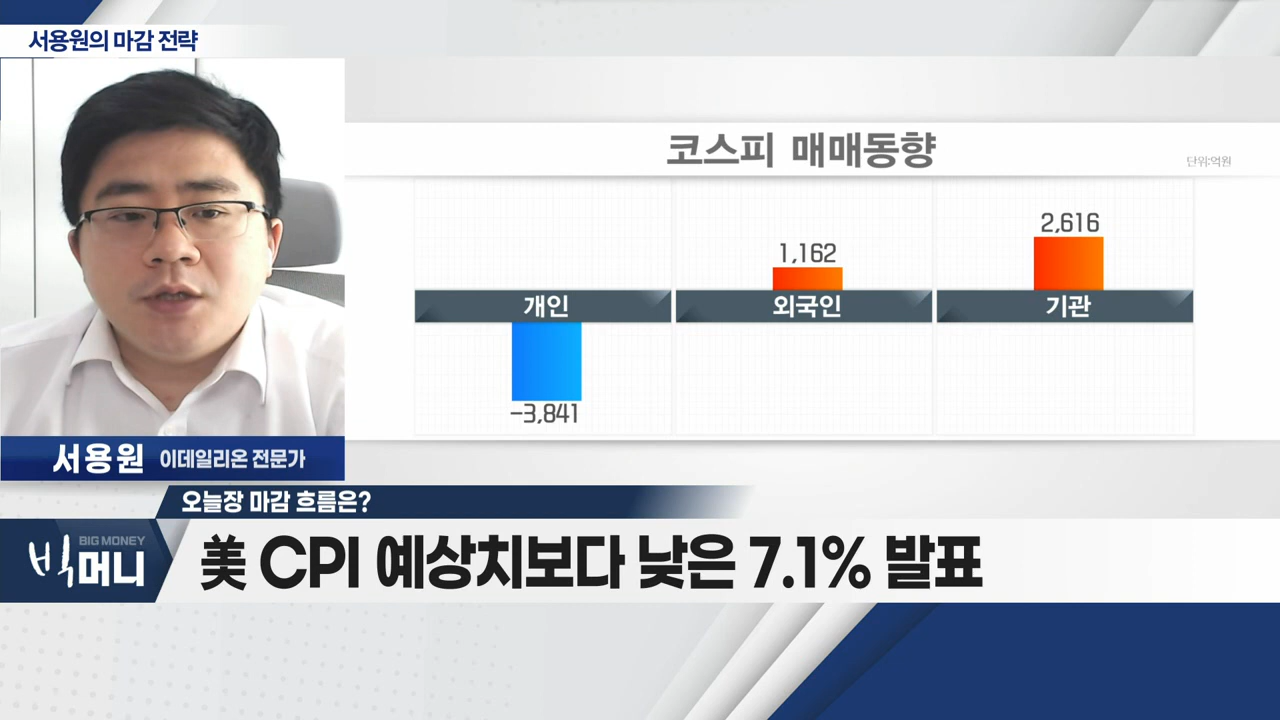 서용원의 마감 전략
코스피 매매동향
단위:억원
2,616
1,162
개인
외국인
기관
-3,841
서용원 이데일리온 전문가
오늘장 마감 흐름은?
BIG MONEY
빅머니
美 CPI 예상치보다 낮은 7.1% 발표